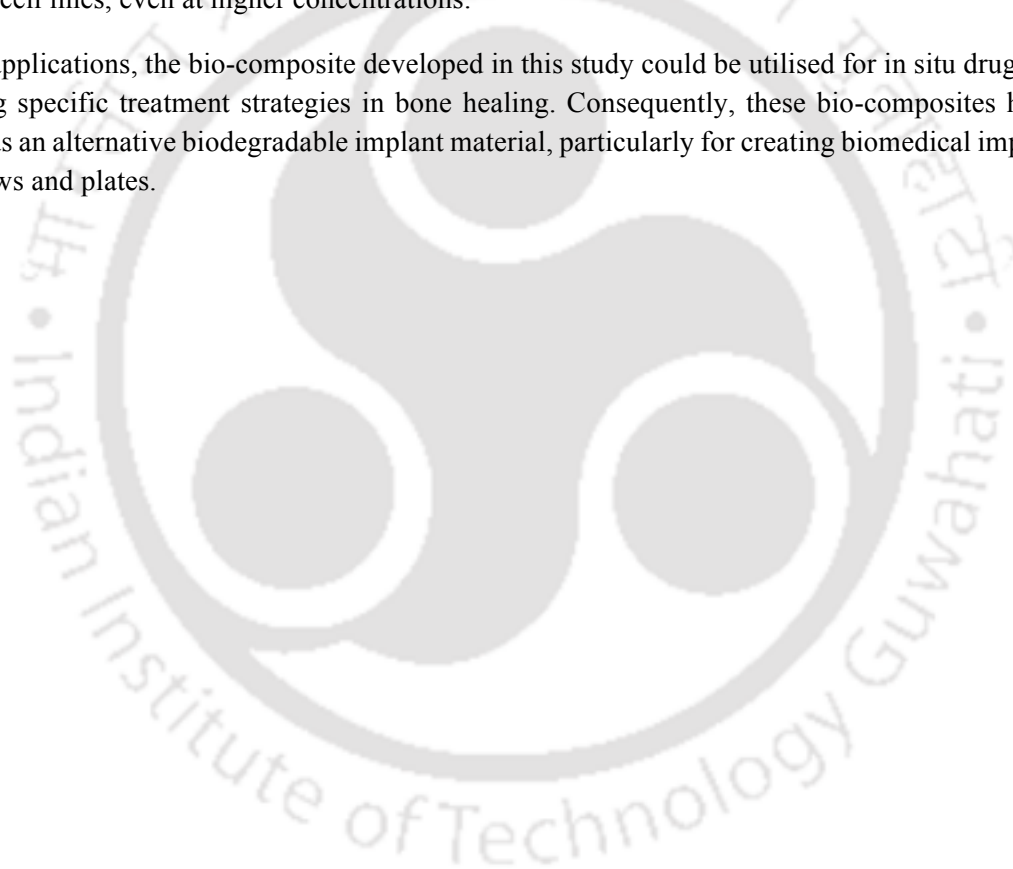 cell lines, even at higher concentrations.
applications, the bio-composite developed in this study could be utilised for in situ drug
specific treatment strategies in bone healing. Consequently, these bio-composites
as an alternative biodegradable implant material, particularly for creating biomedical
and plates.
• Indian Institute of Technology Guwahati •